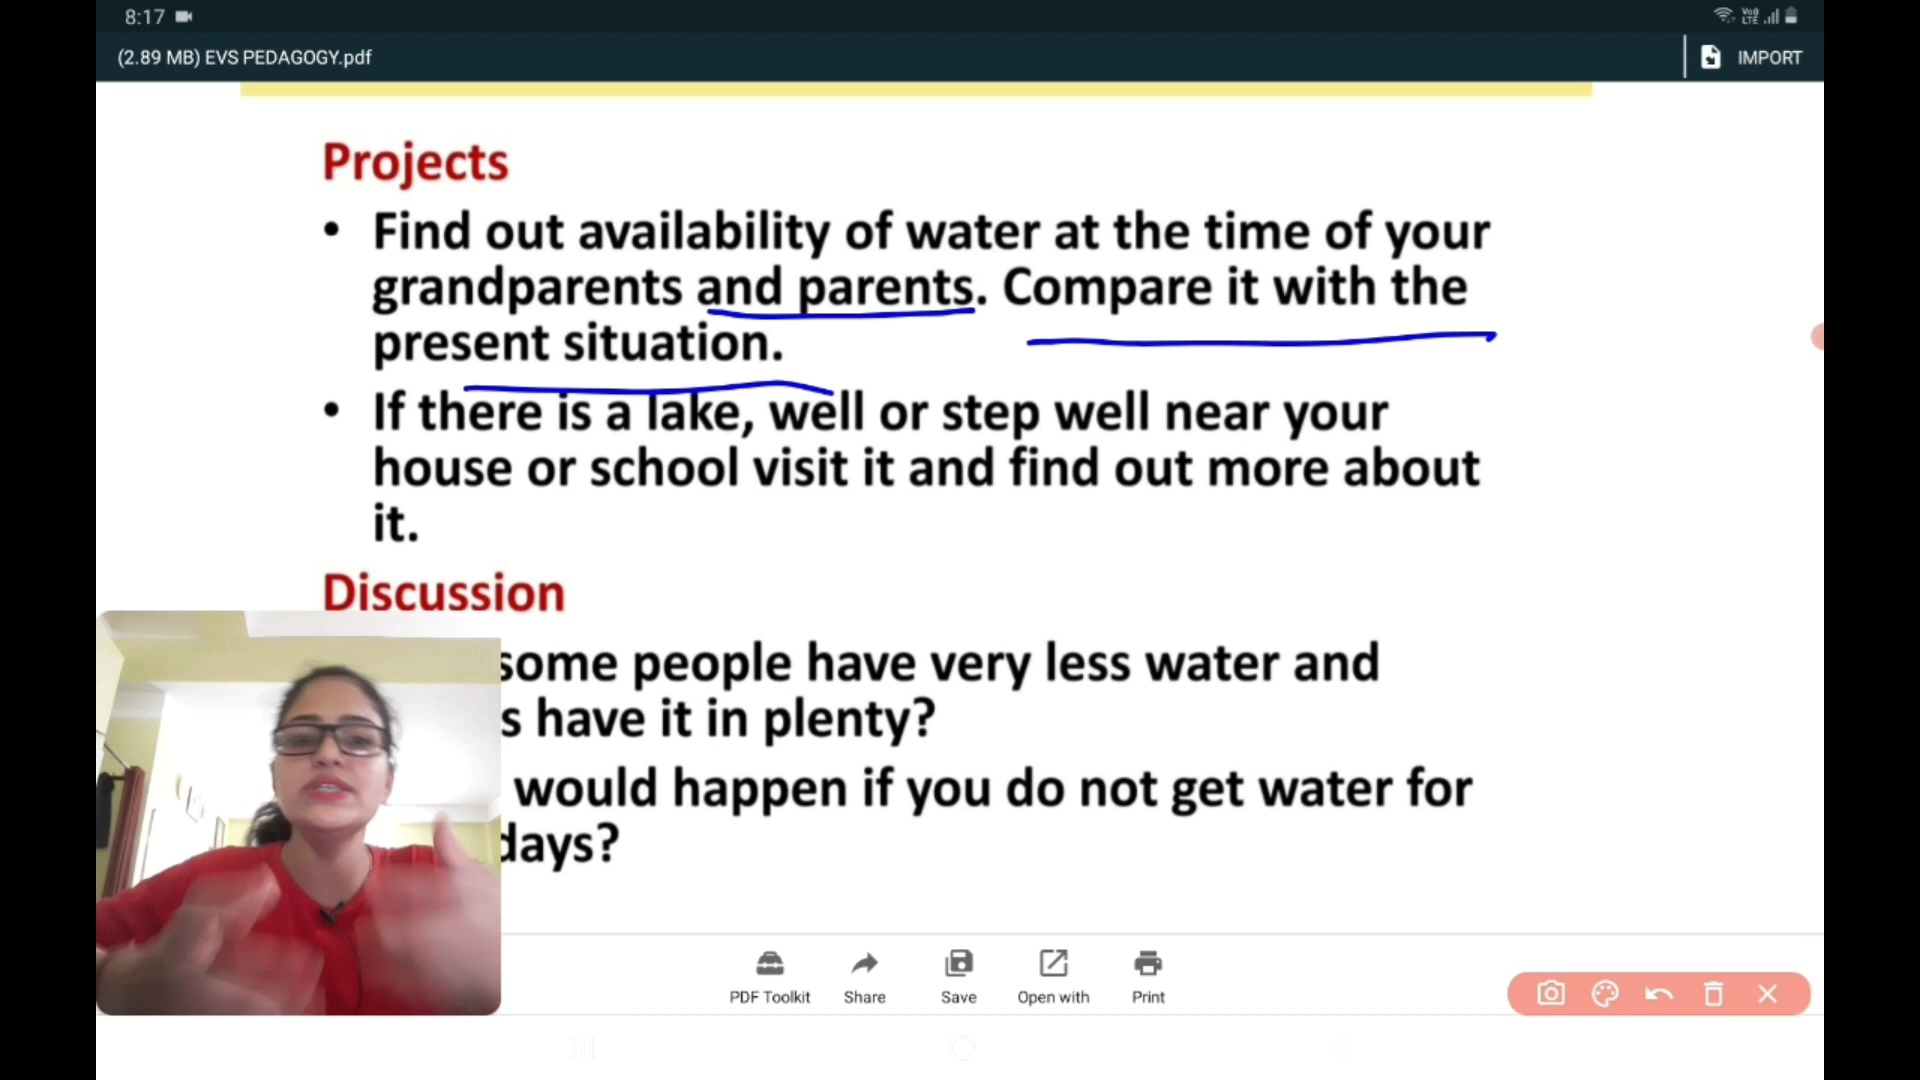 8:17
(2.89 MB) EVS PEDAGOGY.pdf
IMPORT
Projects
• Find out availability of water at the time of your
grandparents and parents. Compare it with the
present situation.
• If there is a lake, well or step well near your
house or school visit it and find out more about
it.
Discussion
some people have very less water and
s have it in plenty?
would happen if you do not get water for
days?
PDF Toolkit
Share
Save
Open with
Print